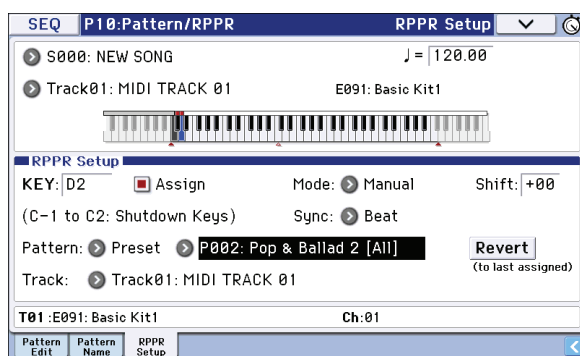 SEQ P10:Pattern/RPPR RPPR Setup
S000: NEW SONG ♩= 120.00
Track01: MIDI TRACK 01 E091: Basic Kit1
RPPR Setup
KEY: D2 Assign Mode: Manual Shift: +00
(C-1 to C2: Shutdown Keys) Sync: Beat
Pattern: Preset P002: Pop & Ballad 2 [All] Revert
(to last assigned)
Track: Track01: MIDI TRACK 01
T01 :E091: Basic Kit1 Ch:01
Pattern Edit Pattern Name RPPR Setup